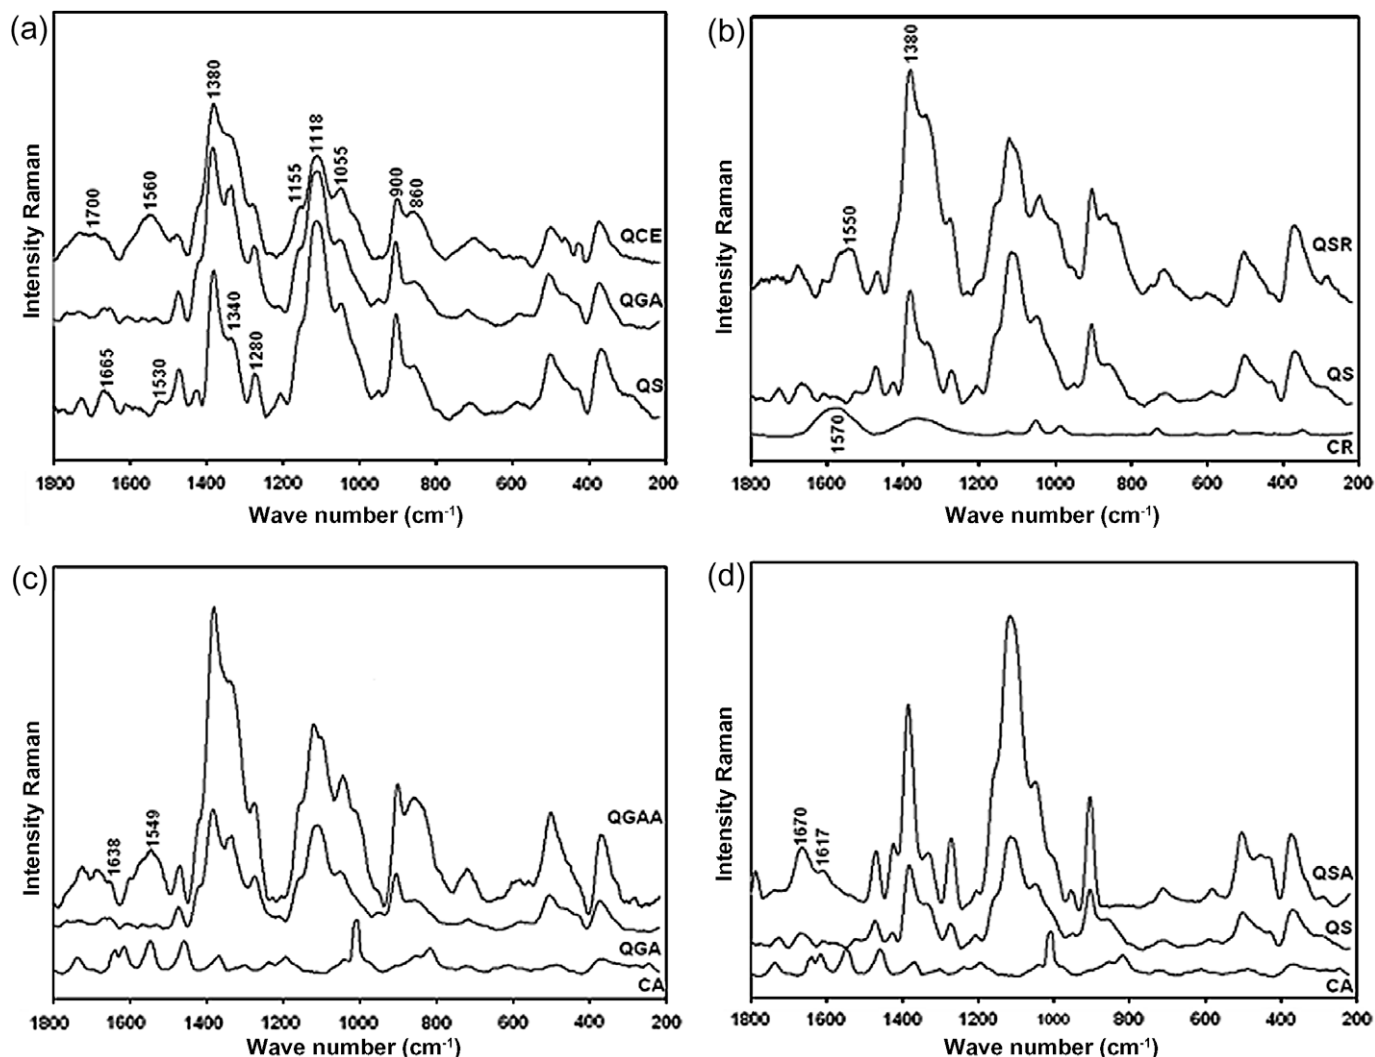 (a)
Intensity Raman
1700
1560
1380
1155
1118
1055
900
860
QCE
QGA
1665
1530
1340
1280
QS
1800 1600 1400 1200 1000 800 600 400 200
Wave number (cm-1)
(b)
Intensity Raman
1380
1550
QSR
QS
1570
CR
1800 1600 1400 1200 1000 800 600 400 200
Wave number (cm-1)
(c)
Intensity Raman
1638
1549
QGAA
QGA
CA
1800 1600 1400 1200 1000 800 600 400 200
Wave number (cm-1)
(d)
Intensity Raman
1670
1617
QSA
QS
CA
1800 1600 1400 1200 1000 800 600 400 200
Wave number (cm-1)